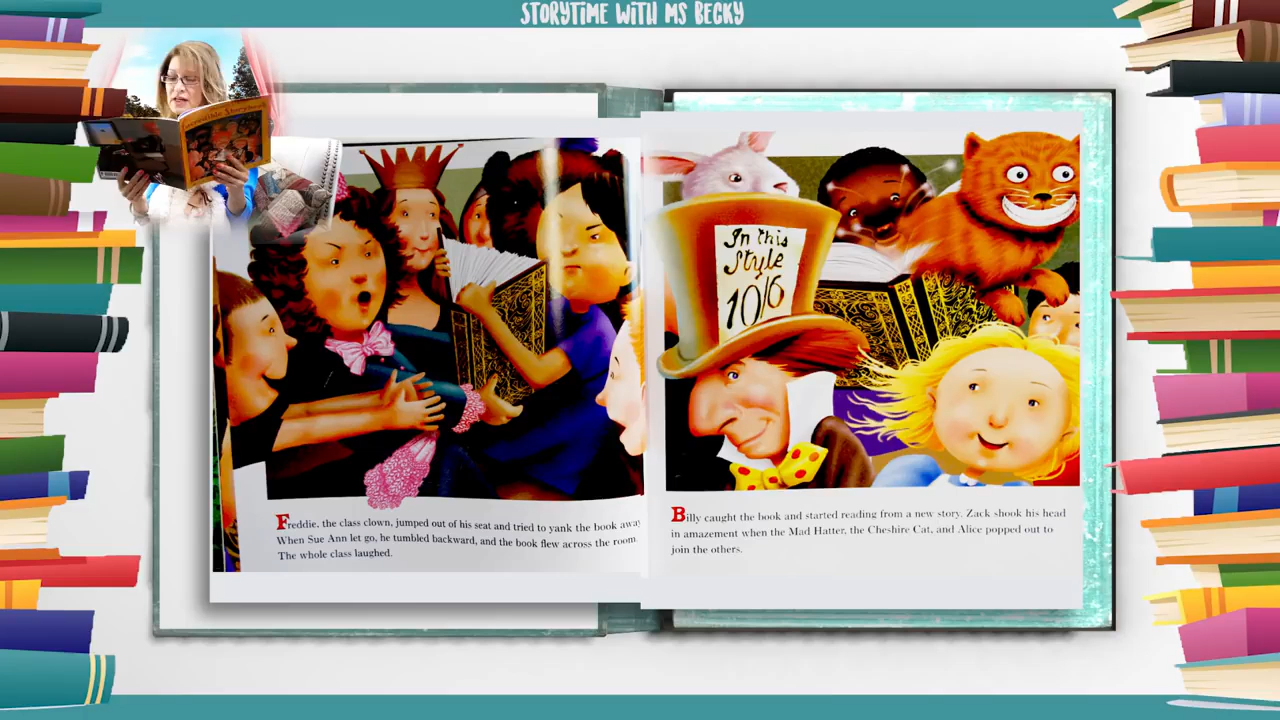 STORYTIME WITH MS BECKY
In this
Style
10/6
Freddie, the class clown, jumped out of his seat and tried to yank the book away
When Sue Ann let go, he tumbled backward, and the book flew across the room.
The whole class laughed.
Billy caught the book and started reading from a new story. Zack shook his head
in amazement when the Mad Hatter, the Cheshire Cat, and Alice popped out to
join the others.